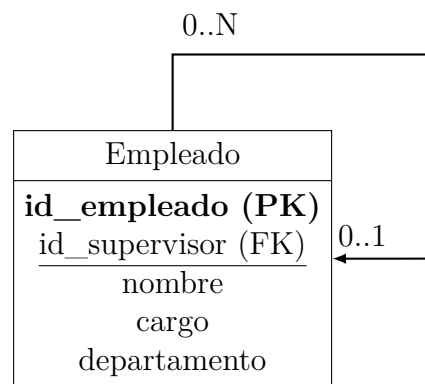 0..N
Empleado
id_empleado (PK)
id_supervisor (FK)
0..1
nombre
cargo
departamento